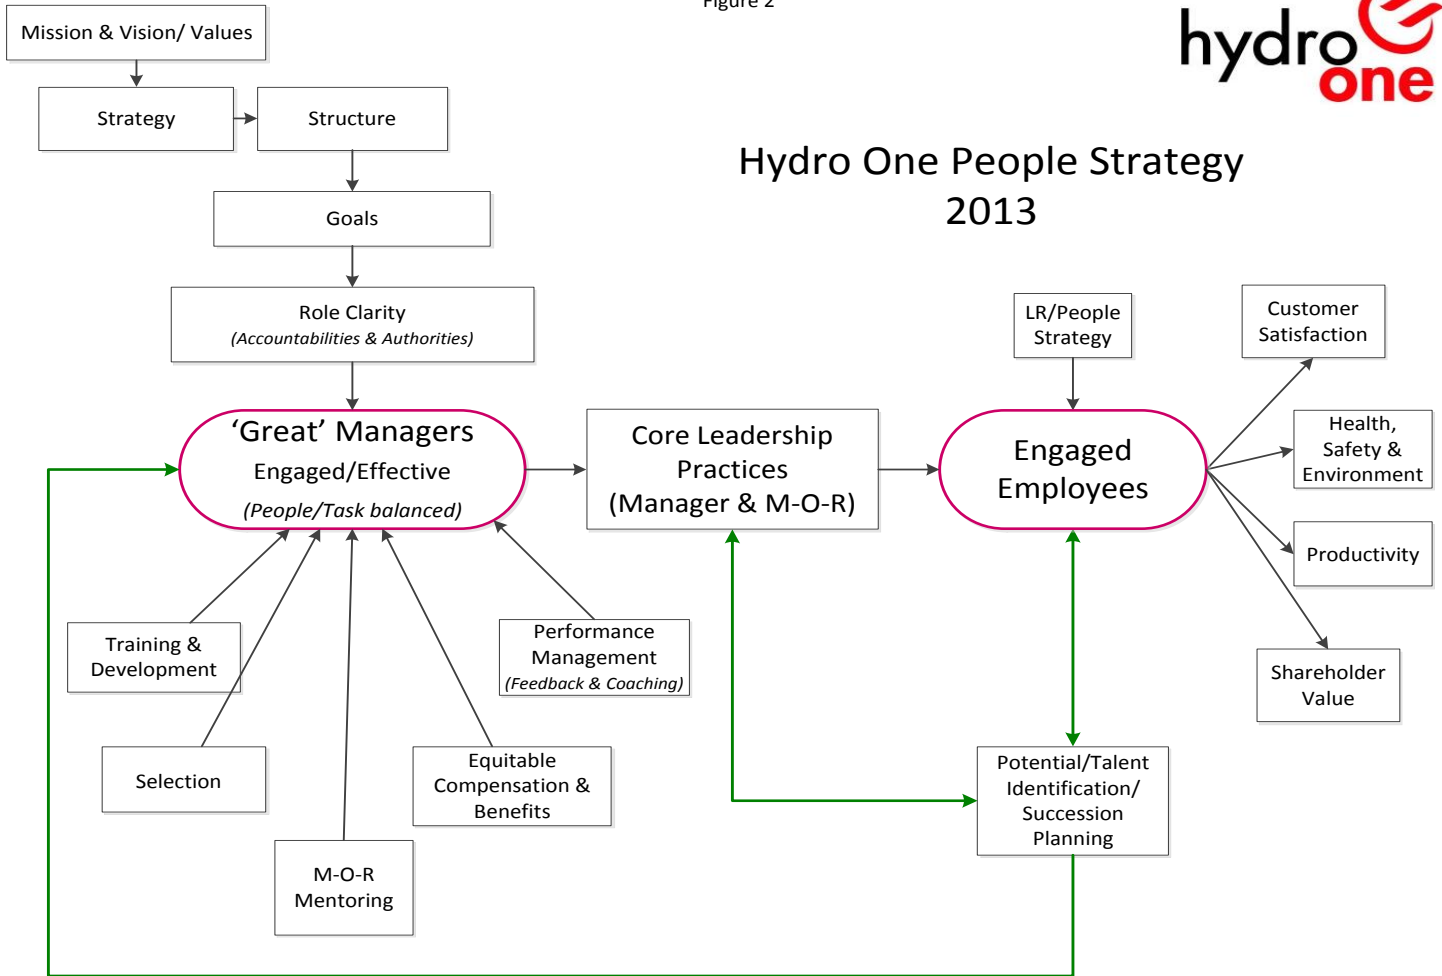 Figure 2
hydro
one
Mission & Vision/ Values
Strategy
Structure
Hydro One People Strategy
2013
Goals
Role Clarity
(Accountabilities & Authorities)
LR/People
Strategy
Customer
Satisfaction
‘Great’ Managers
Engaged/Effective
(People/Task balanced)
Core Leadership
Practices
(Manager & M-O-R)
Engaged
Employees
Health,
Safety &
Environment
Productivity
Training &
Development
Performance
Management
(Feedback & Coaching)
Shareholder
Value
Selection
Equitable
Compensation &
Benefits
Potential/Talent
Identification/
Succession
Planning
M-O-R
Mentoring